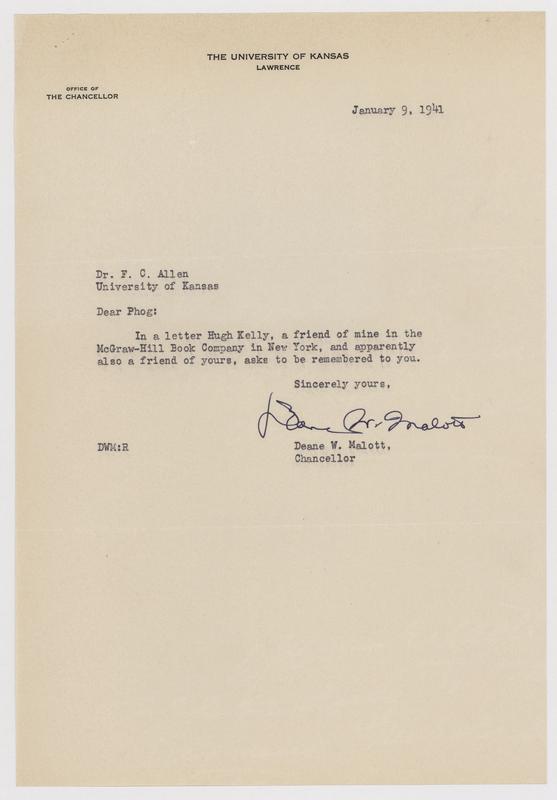 THE UNIVERSITY OF KANSAS
LAWRENCE
OFFICE OF
THE CHANCELLOR
January 9, 1941
Dr. F. C. Allen
University of Kansas
Dear Phog:
In a letter Hugh Kelly, a friend of mine in the
McGraw-Hill Book Company in New York, and apparently
also a friend of yours, asks to be remembered to you.
Sincerely yours,
Deane W. Malott
DWM:R
Deane W. Malott,
Chancellor